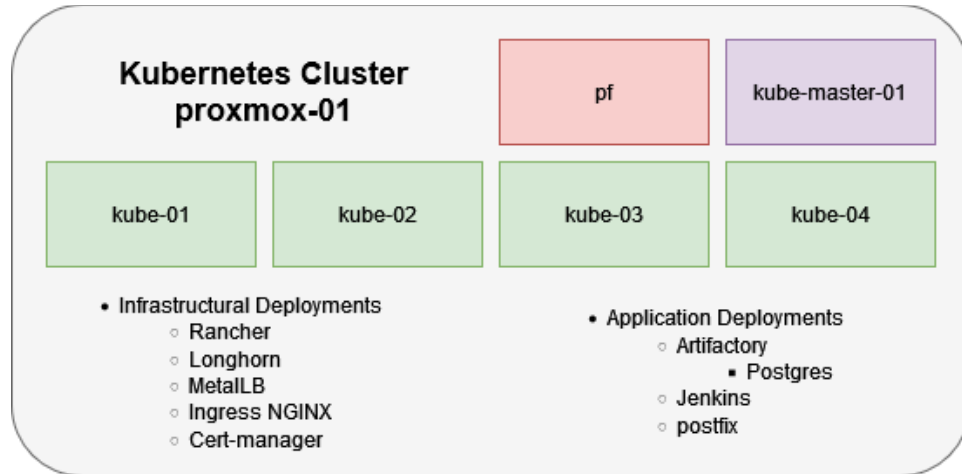 Kubernetes Cluster
proxmox-01
pf
kube-master-01
kube-01
kube-02
kube-03
kube-04
Infrastructural Deployments
Rancher
Longhorn
MetalLB
Ingress NGINX
Cert-manager
Application Deployments
Artifactory
Postgres
Jenkins
postfix